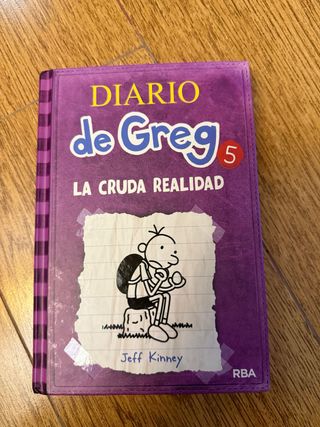 DIARIO
de Greg
5
LA CRUDA REALIDAD
Jeff Kinney
RBA